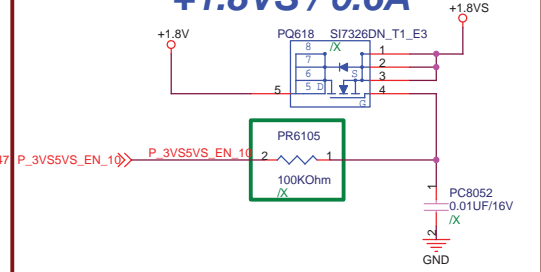 +1.8VS / 0.6A
+1.8VS
+1.8V
PQ618 SI7326DN_T1_E3
/X
8
7
6
5 D
S
G
1
2
3
4
5
PR6105
47 P_3VS5VS_EN_10
P_3VS5VS_EN_10
2
1
100KOhm
/X
1
PC8052
0.01UF/16V
/X
2
GND